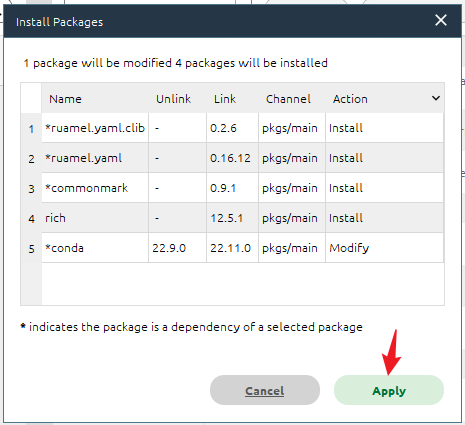 Install Packages
1 package will be modified 4 packages will be installed
Name Unlink Link Channel Action
1 *ruamel.yaml.clib - 0.2.6 pkgs/main Install
2 *ruamel.yaml - 0.16.12 pkgs/main Install
3 *commonmark - 0.9.1 pkgs/main Install
4 rich - 12.5.1 pkgs/main Install
5 *conda 22.9.0 22.11.0 pkgs/main Modify
* indicates the package is a dependency of a selected package
Cancel Apply